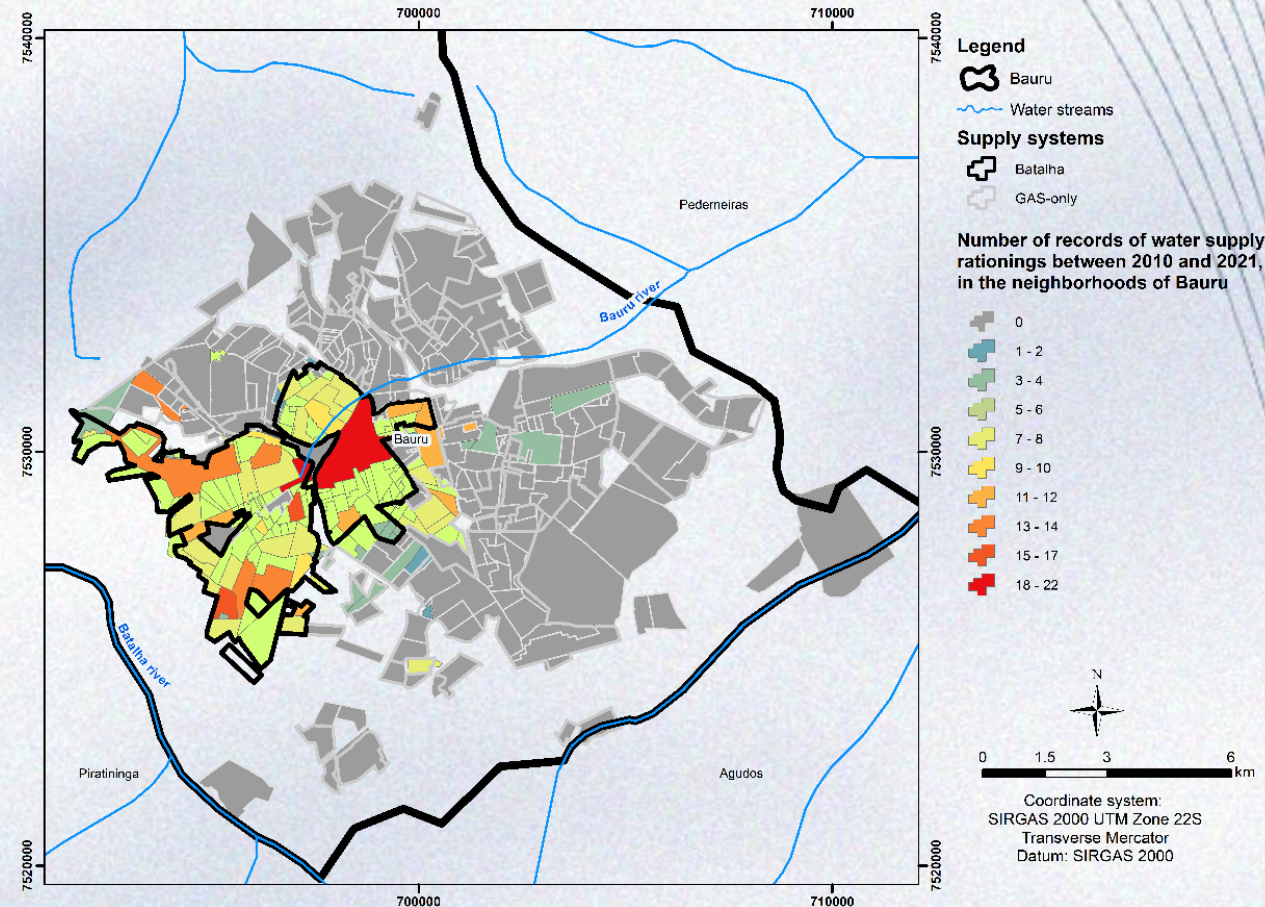 700000
710000
7540000
7540000
Pederneiras
Bauru river
7530000
7530000
Bauru
Batalha river
Piratininga
Agudos
7520000
7520000
700000
710000
Legend
Bauru
Water streams
Supply systems
Batalha
GAS-only
Number of records of water supply
rationings between 2010 and 2021,
in the neighborhoods of Bauru
0
1 - 2
3 - 4
5 - 6
7 - 8
9 - 10
11 - 12
13 - 14
15 - 17
18 - 22
N
0 1.5 3 6
km
Coordinate system:
SIRGAS 2000 UTM Zone 22S
Transverse Mercator
Datum: SIRGAS 2000